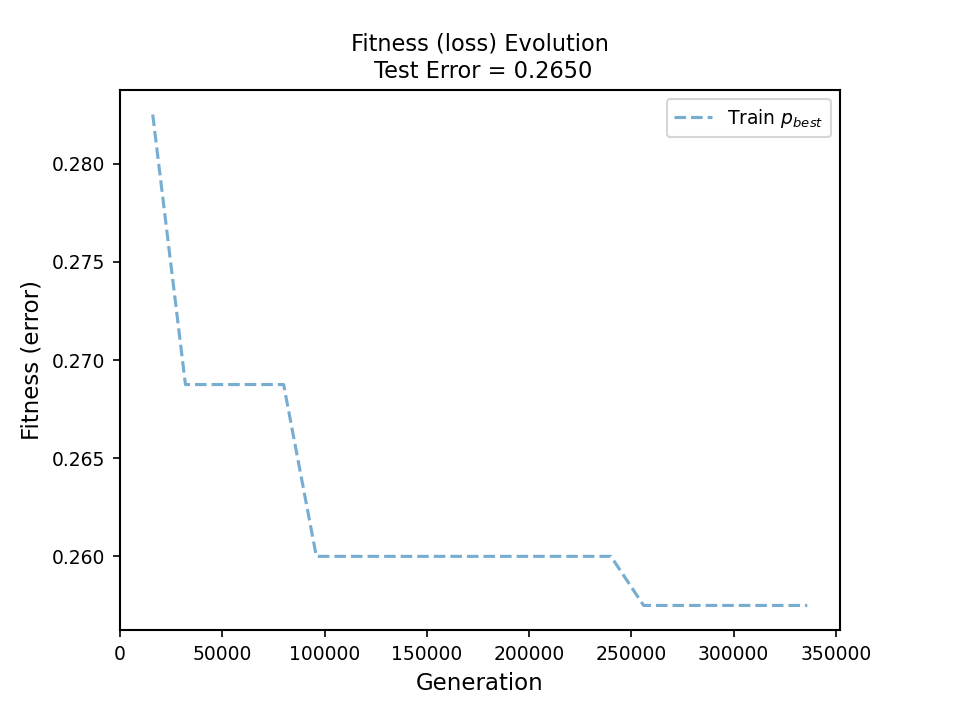 Fitness (loss) Evolution
Test Error = 0.2650
Train p_best
0.280
0.275
0.270
0.265
0.260
Fitness (error)
0 50000 100000 150000 200000 250000 300000 350000
Generation